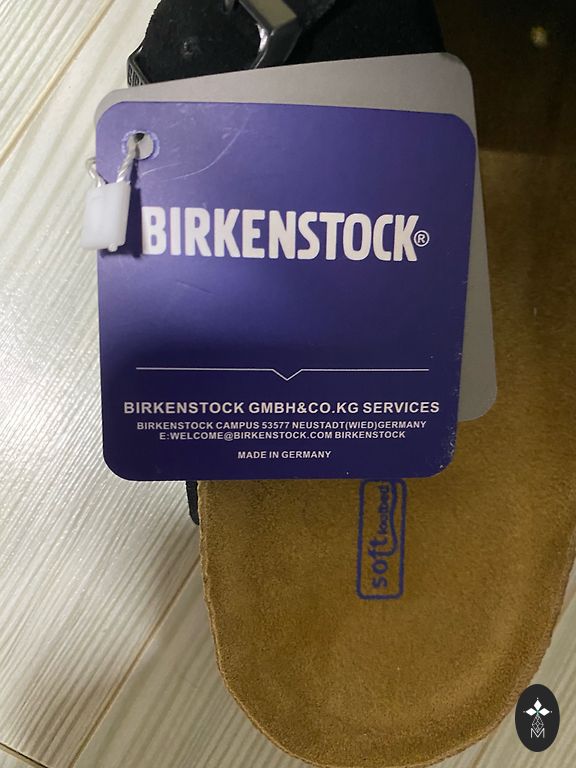 BIRKENSTOCK®
BIRKENSTOCK GMBH&CO.KG SERVICES
BIRKENSTOCK CAMPUS 53577 NEUSTADT(WIED)GERMANY
E:WELCOME@BIRKENSTOCK.COM BIRKENSTOCK
MADE IN GERMANY
soft footbed
M